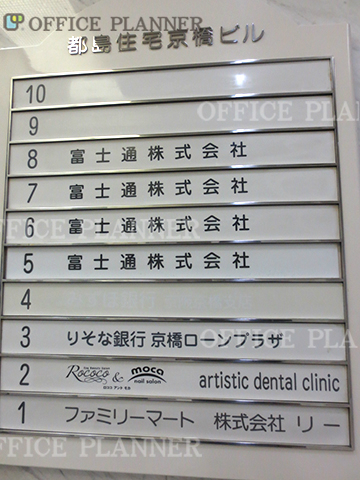 OFFICE PLANNER
都島住宅京橋ビル
10
OFFICE PLANNER
9
8 富士通株式会社
7 富士通株式会社
6 富士通株式会社
5 富士通株式会社
4
3 りそな銀行 京橋ローンプラザ
2 Rococo & moca nail salon artistic dental clinic
1 ファミリーマート 株式会社 リー